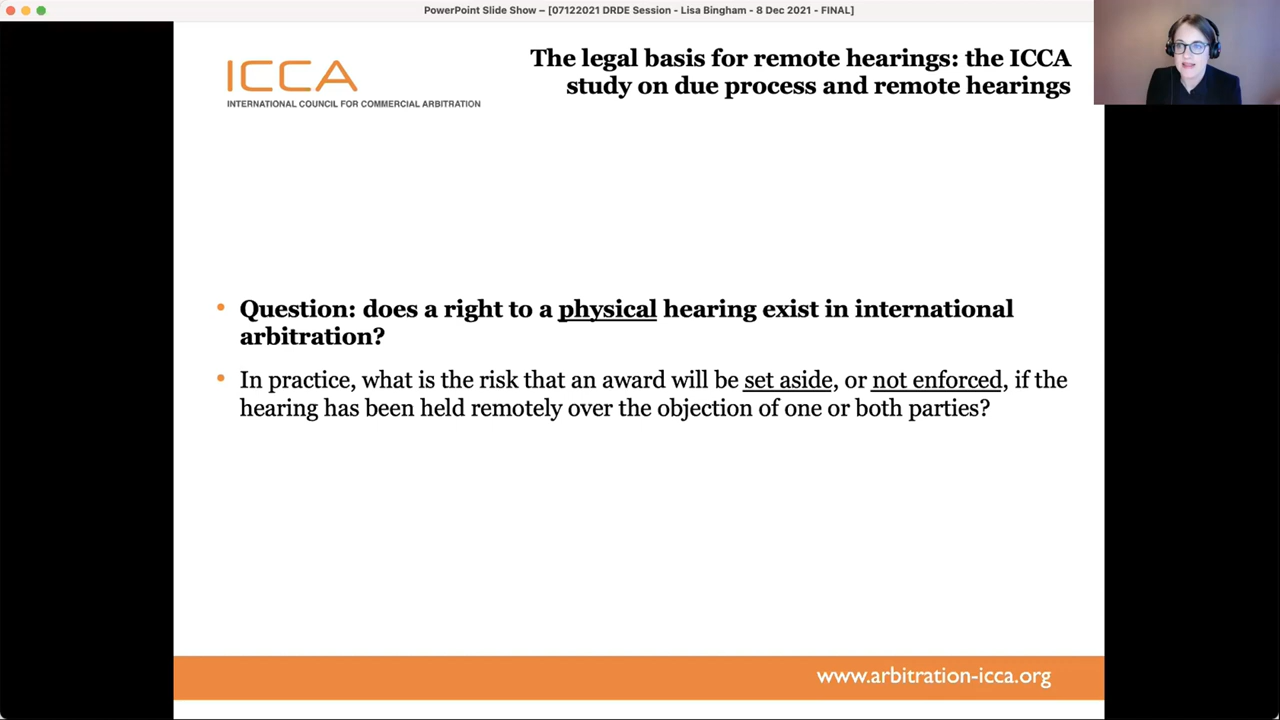 PowerPoint Slide Show – [07122021 DRDE Session - Lisa Bingham - 8 Dec 2021 - FINAL]
ICCA
INTERNATIONAL COUNCIL FOR COMMERCIAL ARBITRATION
The legal basis for remote hearings: the ICCA
study on due process and remote hearings
• Question: does a right to a physical hearing exist in international
arbitration?
• In practice, what is the risk that an award will be set aside, or not enforced, if the
hearing has been held remotely over the objection of one or both parties?
www.arbitration-icca.org